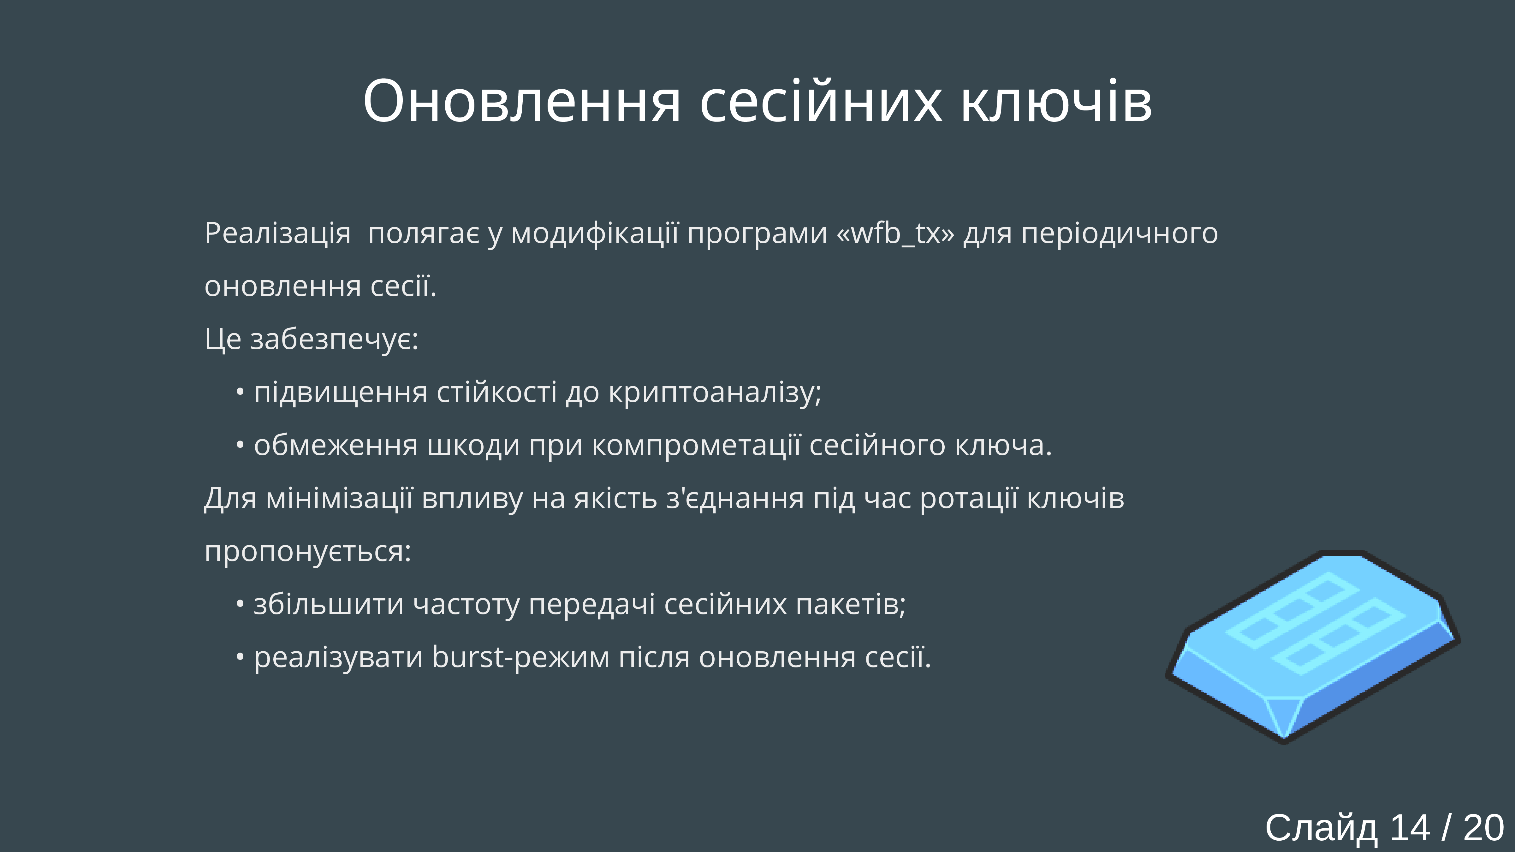 Оновлення сесійних ключів
Реалізація  полягає у модифікації програми «wfb_tx» для періодичного
оновлення сесії.
Це забезпечує:
• підвищення стійкості до криптоаналізу;
• обмеження шкоди при компрометації сесійного ключа.
Для мінімізації впливу на якість з'єднання під час ротації ключів
пропонується:
• збільшити частоту передачі сесійних пакетів;
• реалізувати burst-режим після оновлення сесії.
Слайд 14 / 20